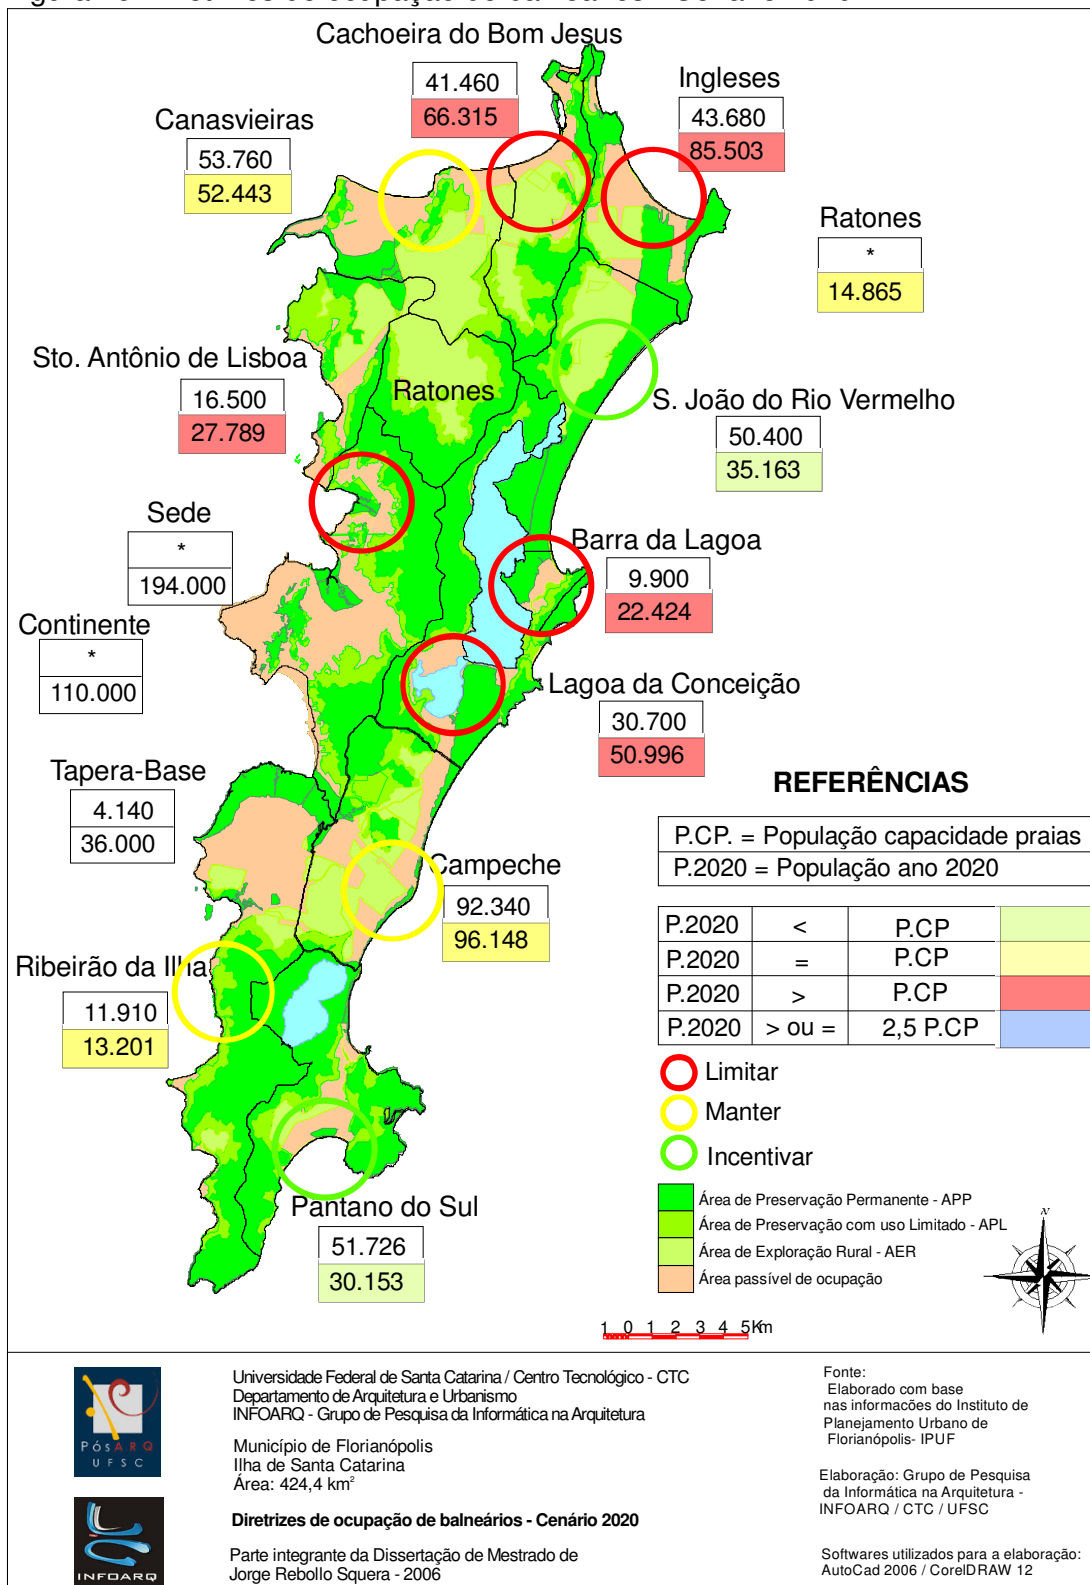 Cachoeira do Bom Jesus
41.460
66.315
Ingleses
43.680
85.503
Canasvieiras
53.760
52.443
Ratones
*
14.865
Sto. Antônio de Lisboa
16.500
27.789
Ratones
S. João do Rio Vermelho
50.400
35.163
Sede
*
194.000
Barra da Lagoa
9.900
22.424
Continente
*
110.000
Lagoa da Conceição
30.700
50.996
Tapera-Base
4.140
36.000
Campeche
92.340
96.148
Ribeirão da Ilha
11.910
13.201
Pantano do Sul
51.726
30.153
REFERÊNCIAS
P.CP. = População capacidade praias
P.2020 = População ano 2020
P.2020 < P.CP
P.2020 = P.CP
P.2020 > P.CP
P.2020 > ou = 2,5 P.CP
Limitar
Manter
Incentivar
Área de Preservação Permanente - APP
Área de Preservação com uso Limitado - APL
Área de Exploração Rural - AER
Área passível de ocupação
N
1 0 1 2 3 4 5Km
PósARQ
UFSC
INFOARQ
Universidade Federal de Santa Catarina / Centro Tecnológico - CTC
Departamento de Arquitetura e Urbanismo
INFOARQ - Grupo de Pesquisa da Informática na Arquitetura
Município de Florianópolis
Ilha de Santa Catarina
Área: 424,4 km²
Diretrizes de ocupação de balneários - Cenário 2020
Parte integrante da Dissertação de Mestrado de
Jorge Rebollo Squera - 2006
Fonte:
Elaborado com base
nas informacões do Instituto de
Planejamento Urbano de
Florianópolis- IPUF
Elaboração: Grupo de Pesquisa
da Informática na Arquitetura -
INFOARQ / CTC / UFSC
Softwares utilizados para a elaboração:
AutoCad 2006 / CorelDRAW 12